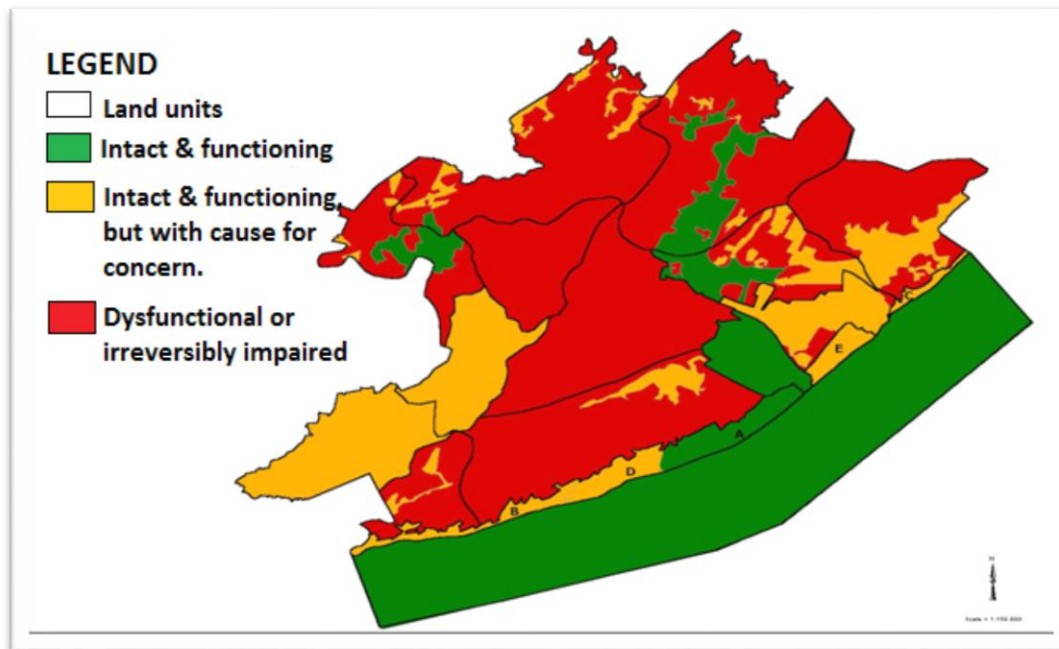 LEGEND
Land units
Intact & functioning
Intact & functioning,
but with cause for
concern.
Dysfunctional or
irreversibly impaired
C
E
A
D
B
N